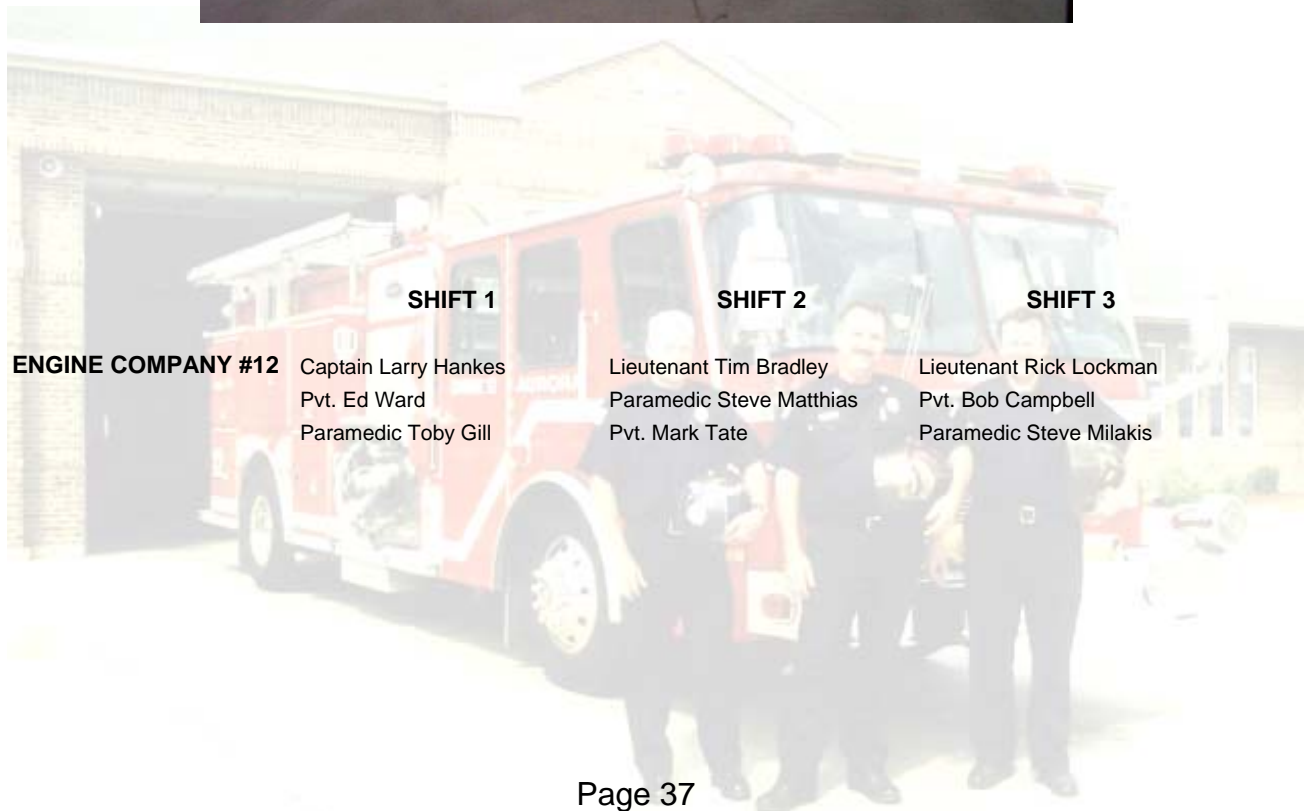 SHIFT 1 SHIFT 2 SHIFT 3
ENGINE COMPANY #12 Captain Larry Hankes Lieutenant Tim Bradley Lieutenant Rick Lockman
Pvt. Ed Ward Paramedic Steve Matthias Pvt. Bob Campbell
Paramedic Toby Gill Pvt. Mark Tate Paramedic Steve Milakis
AURORA
Page 37